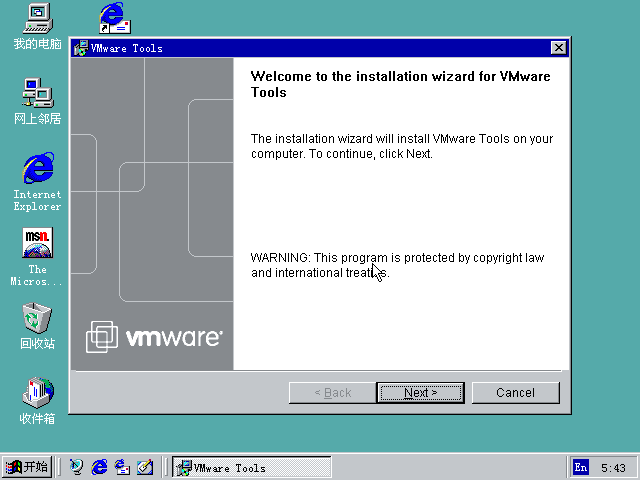 我的电脑
网上邻居
Internet
Explorer
msn
The
Micros...
回收站
收件箱
VMware Tools
Welcome to the installation wizard for VMware
Tools
The installation wizard will install VMware Tools on your
computer. To continue, click Next.
WARNING: This program is protected by copyright law
and international treaties.
vmware
< Back
Next >
Cancel
开始
VMware Tools
En
5:43